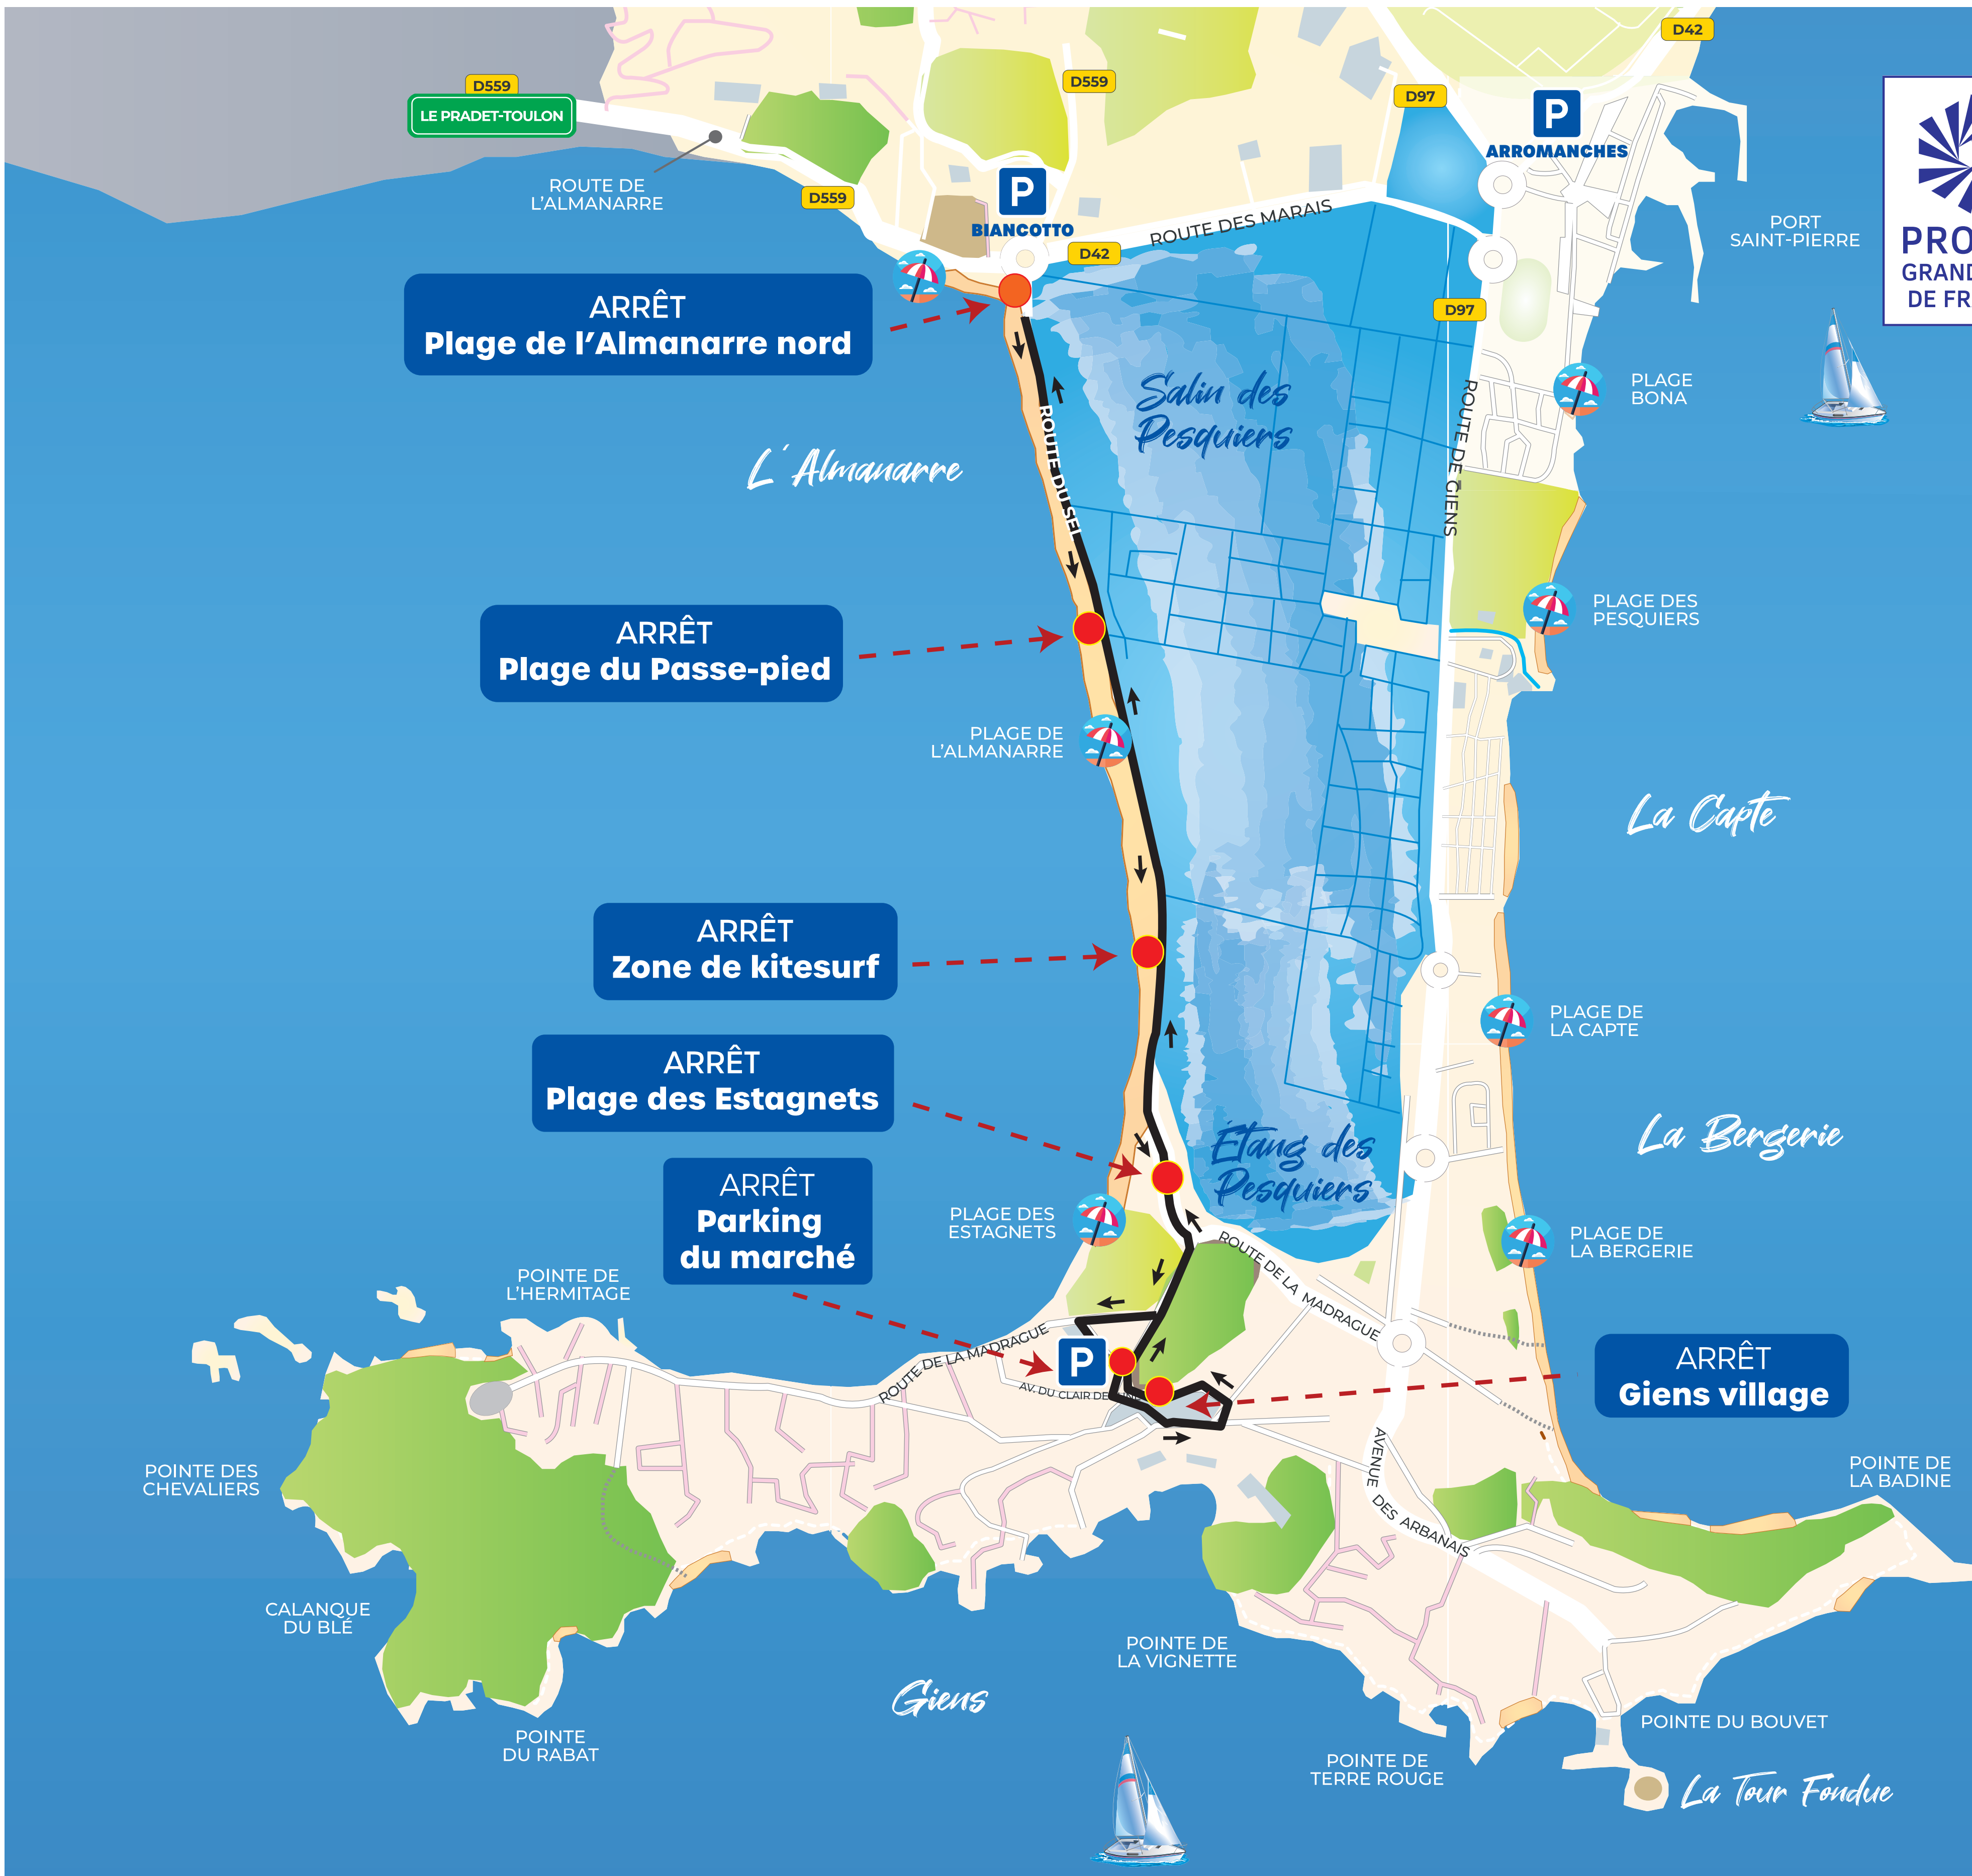 D42
D559
D559
LE PRADET-TOULON
D97
P
ARROMANCHES
ROUTE DE
L'ALMANARRE
D559
P
BIANCOTTO
ROUTE DES MARAIS
D42
PORT
SAINT-PIERRE
DE FR
ARRÊT
Plage de l'Almanarre nord
D97
Salin des
Pesquiers
PLAGE
BONA
ROUTE DU SEL
ROUTE DE GIENS
L'Almanarre
ARRÊT
Plage du Passe-pied
PLAGE DES
PESQUIERS
PLAGE DE
L'ALMANARRE
La Capte
ARRÊT
Zone de kitesurf
PLAGE DE
LA CAPTE
ARRÊT
Plage des Estagnets
La Bergerie
Étang des
Pesquiers
ARRÊT
Parking
du marché
PLAGE DES
ESTAGNETS
PLAGE DE
LA BERGERIE
ROUTE DE LA MADRAGUE
POINTE DE
L'HERMITAGE
ROUTE DE LA MADRAGUE
P
AV. DU CLAIR DE
ARRÊT
Giens village
AVENUE DES ARBANAIS
POINTE DES
CHEVALIERS
POINTE DE
LA BADINE
CALANQUE
DU BLÉ
POINTE DE
LA VIGNETTE
Giens
POINTE
DU RABAT
POINTE DU BOUVET
POINTE DE
TERRE ROUGE
La Tour Fondue